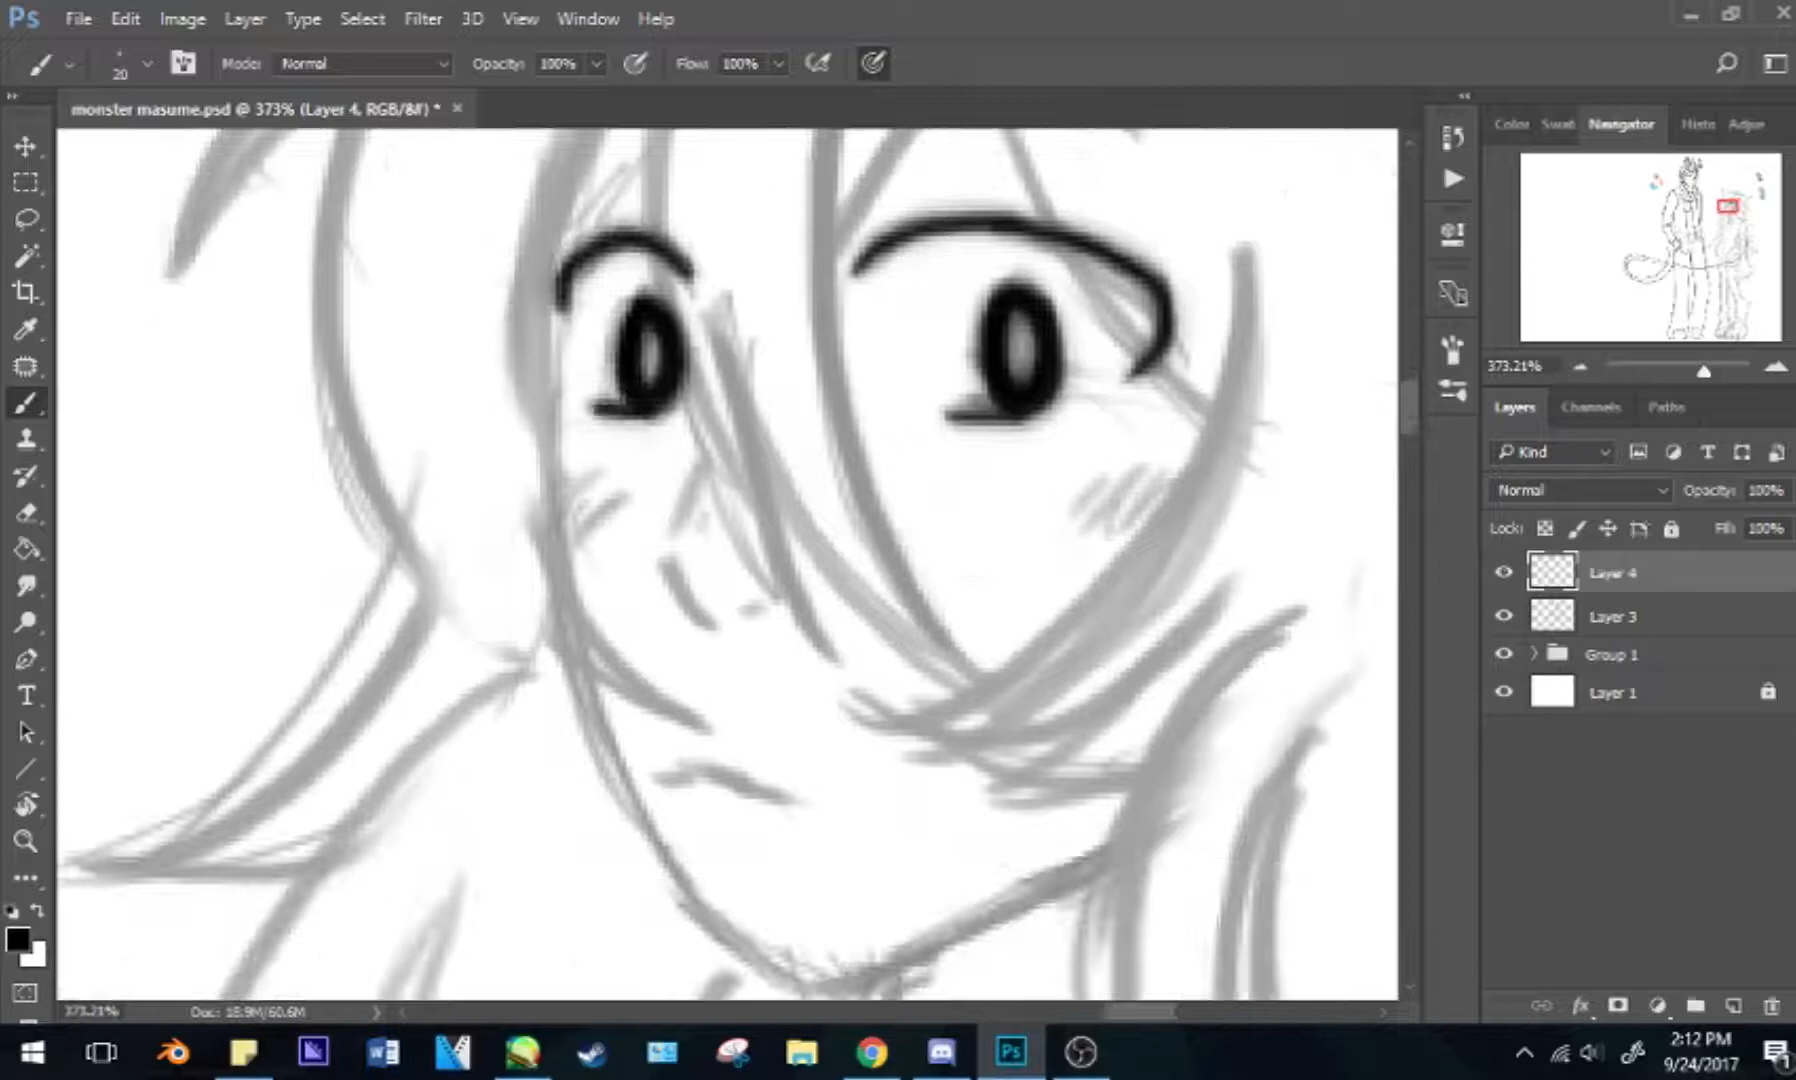 Ps File Edit Image Layer Type Select Filter 3D View Window Help
20 Mode: Normal Opacity: 100% Flow: 100%
monster masume.psd @ 373% (Layer 4, RGB/8#) * ×
Color Swat Navigator Histo Adjus
373.21%
Layers Channels Paths
Kind
Normal Opacity: 100%
Lock: Fill: 100%
Layer 4
Layer 3
Group 1
Layer 1
fx
373.21% Doc: 18.9M/60.6M
Ps
2:12 PM
9/24/2017
1